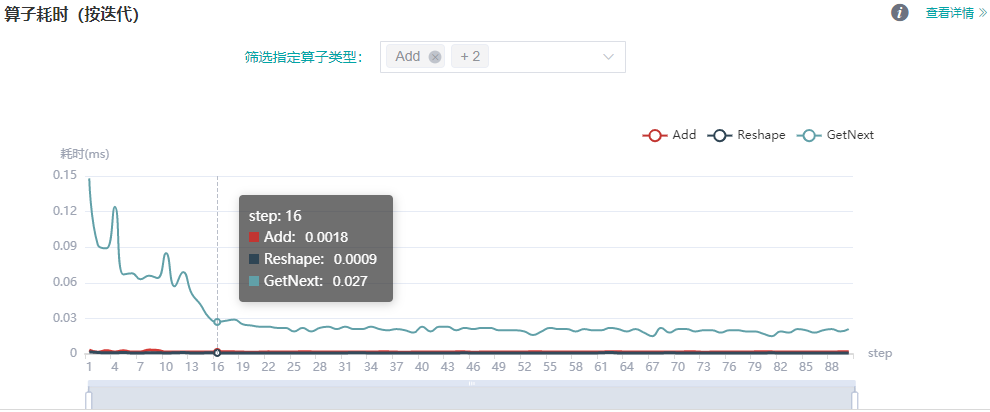 算子耗时（按迭代）
查看详情
筛选指定算子类型：
Add
+ 2
Add
Reshape
GetNext
耗时(ms)
0.15
0.12
0.09
0.06
0.03
0
step: 16
Add: 0.0018
Reshape: 0.0009
GetNext: 0.027
1 4 7 10 13 16 19 22 25 28 31 34 37 40 43 46 49 52 55 58 61 64 67 70 73 76 79 82 85 88
step